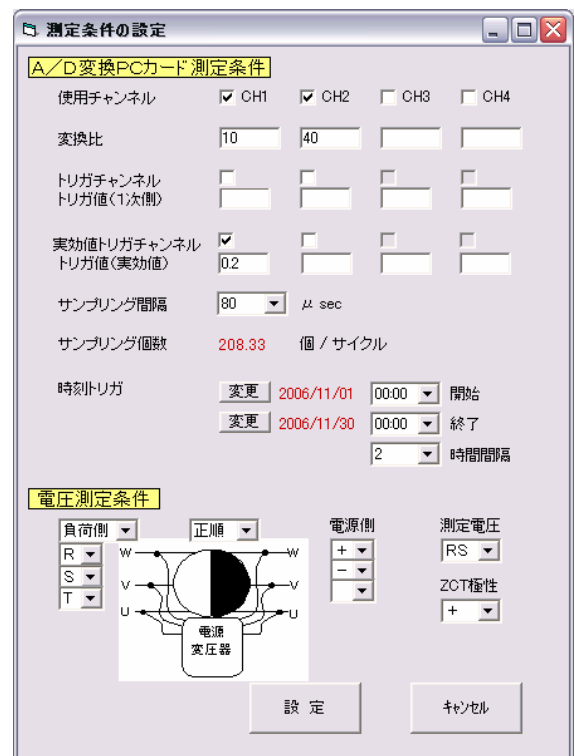 測定条件の設定
A／D変換PCカード測定条件
使用チャンネル CH1 CH2 CH3 CH4
変換比 10 40
トリガチャンネル
トリガ値(1次側)
実効値トリガチャンネル
トリガ値(実効値) 0.2
サンプリング間隔 80 μ sec
サンプリング個数 208.33 個 / サイクル
時刻トリガ 変更 2006/11/01 00:00 開始
変更 2006/11/30 00:00 終了
2 時間間隔
電圧測定条件
負荷側 正順 電源側 測定電圧
R W W + RS
S V V - ZCT極性
T U U +
電源
変圧器
設 定 キャンセル